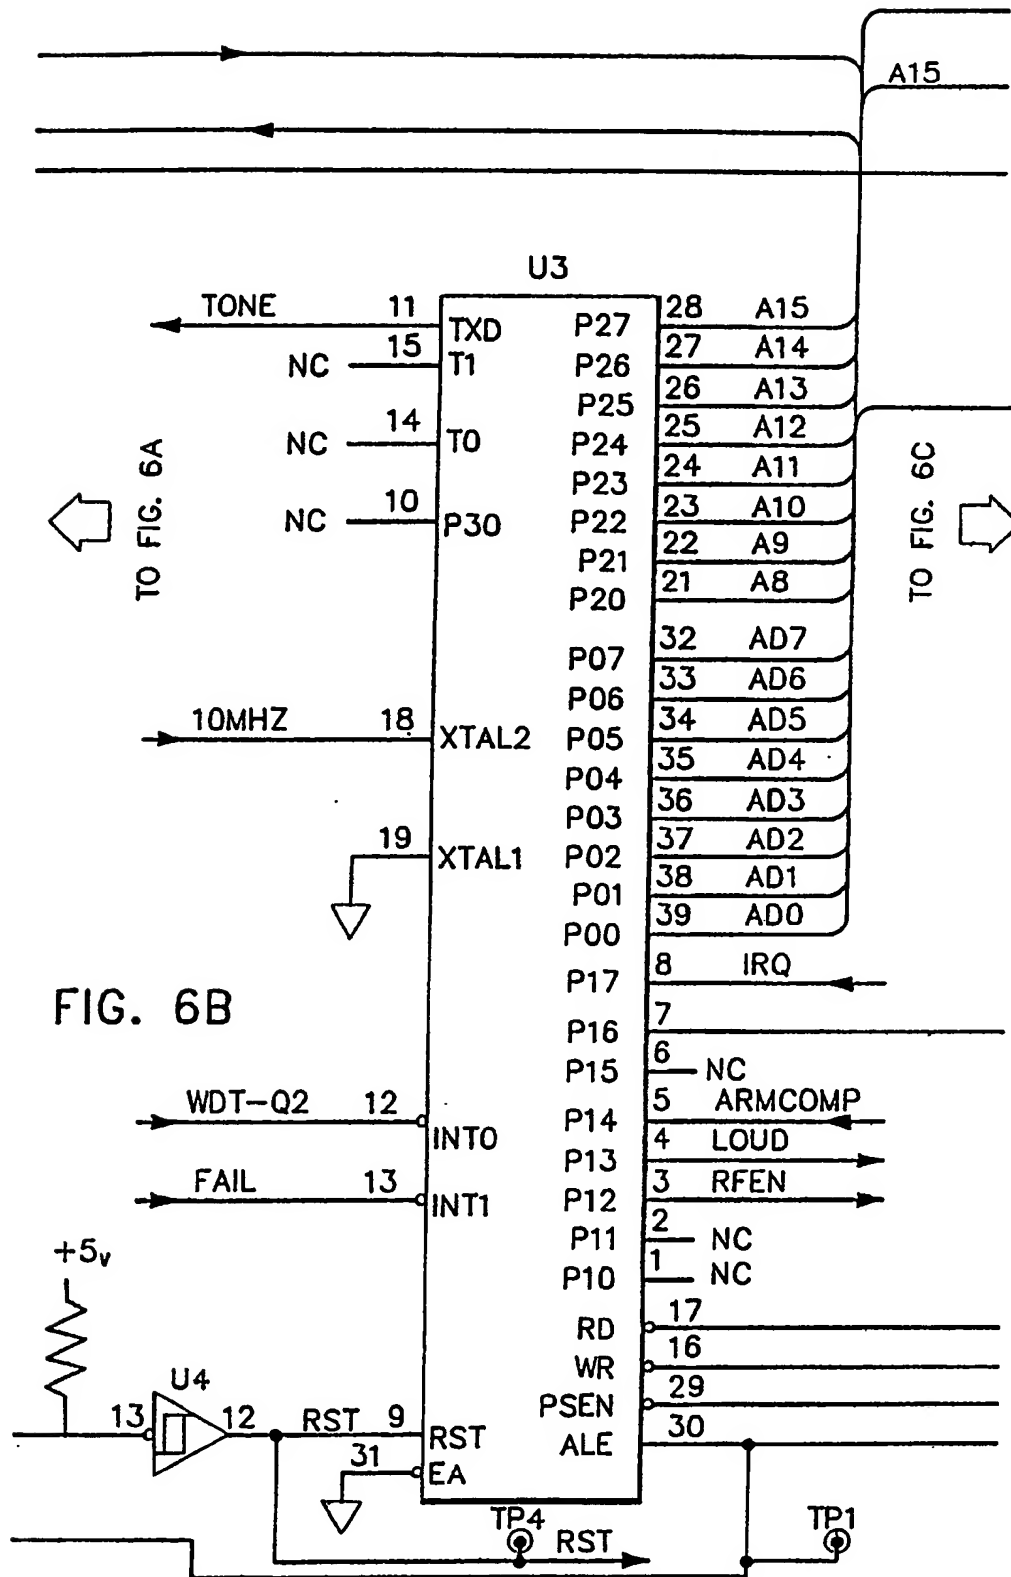 A15
U3
TONE 11 TXD P27 28 A15
NC 15 T1 P26 27 A14
P25 26 A13
NC 14 T0 P24 25 A12
P23 24 A11
NC 10 P30 P22 23 A10
P21 22 A9
P20 21 A8
TO FIG. 6A
TO FIG. 6C
P07 32 AD7
P06 33 AD6
10MHZ 18 XTAL2 P05 34 AD5
P04 35 AD4
P03 36 AD3
19 XTAL1 P02 37 AD2
P01 38 AD1
P00 39 AD0
P17 8 IRQ
FIG. 6B
P16 7
P15 6 NC
WDT-Q2 12 INT0 P14 5 ARMCOMP
P13 4 LOUD
FAIL 13 INT1 P12 3 RFEN
P11 2 NC
+5v
P10 1 NC
RD 17
WR 16
U4
PSEN 29
13 12 RST 9 RST ALE 30
31 EA
TP4 RST TP1